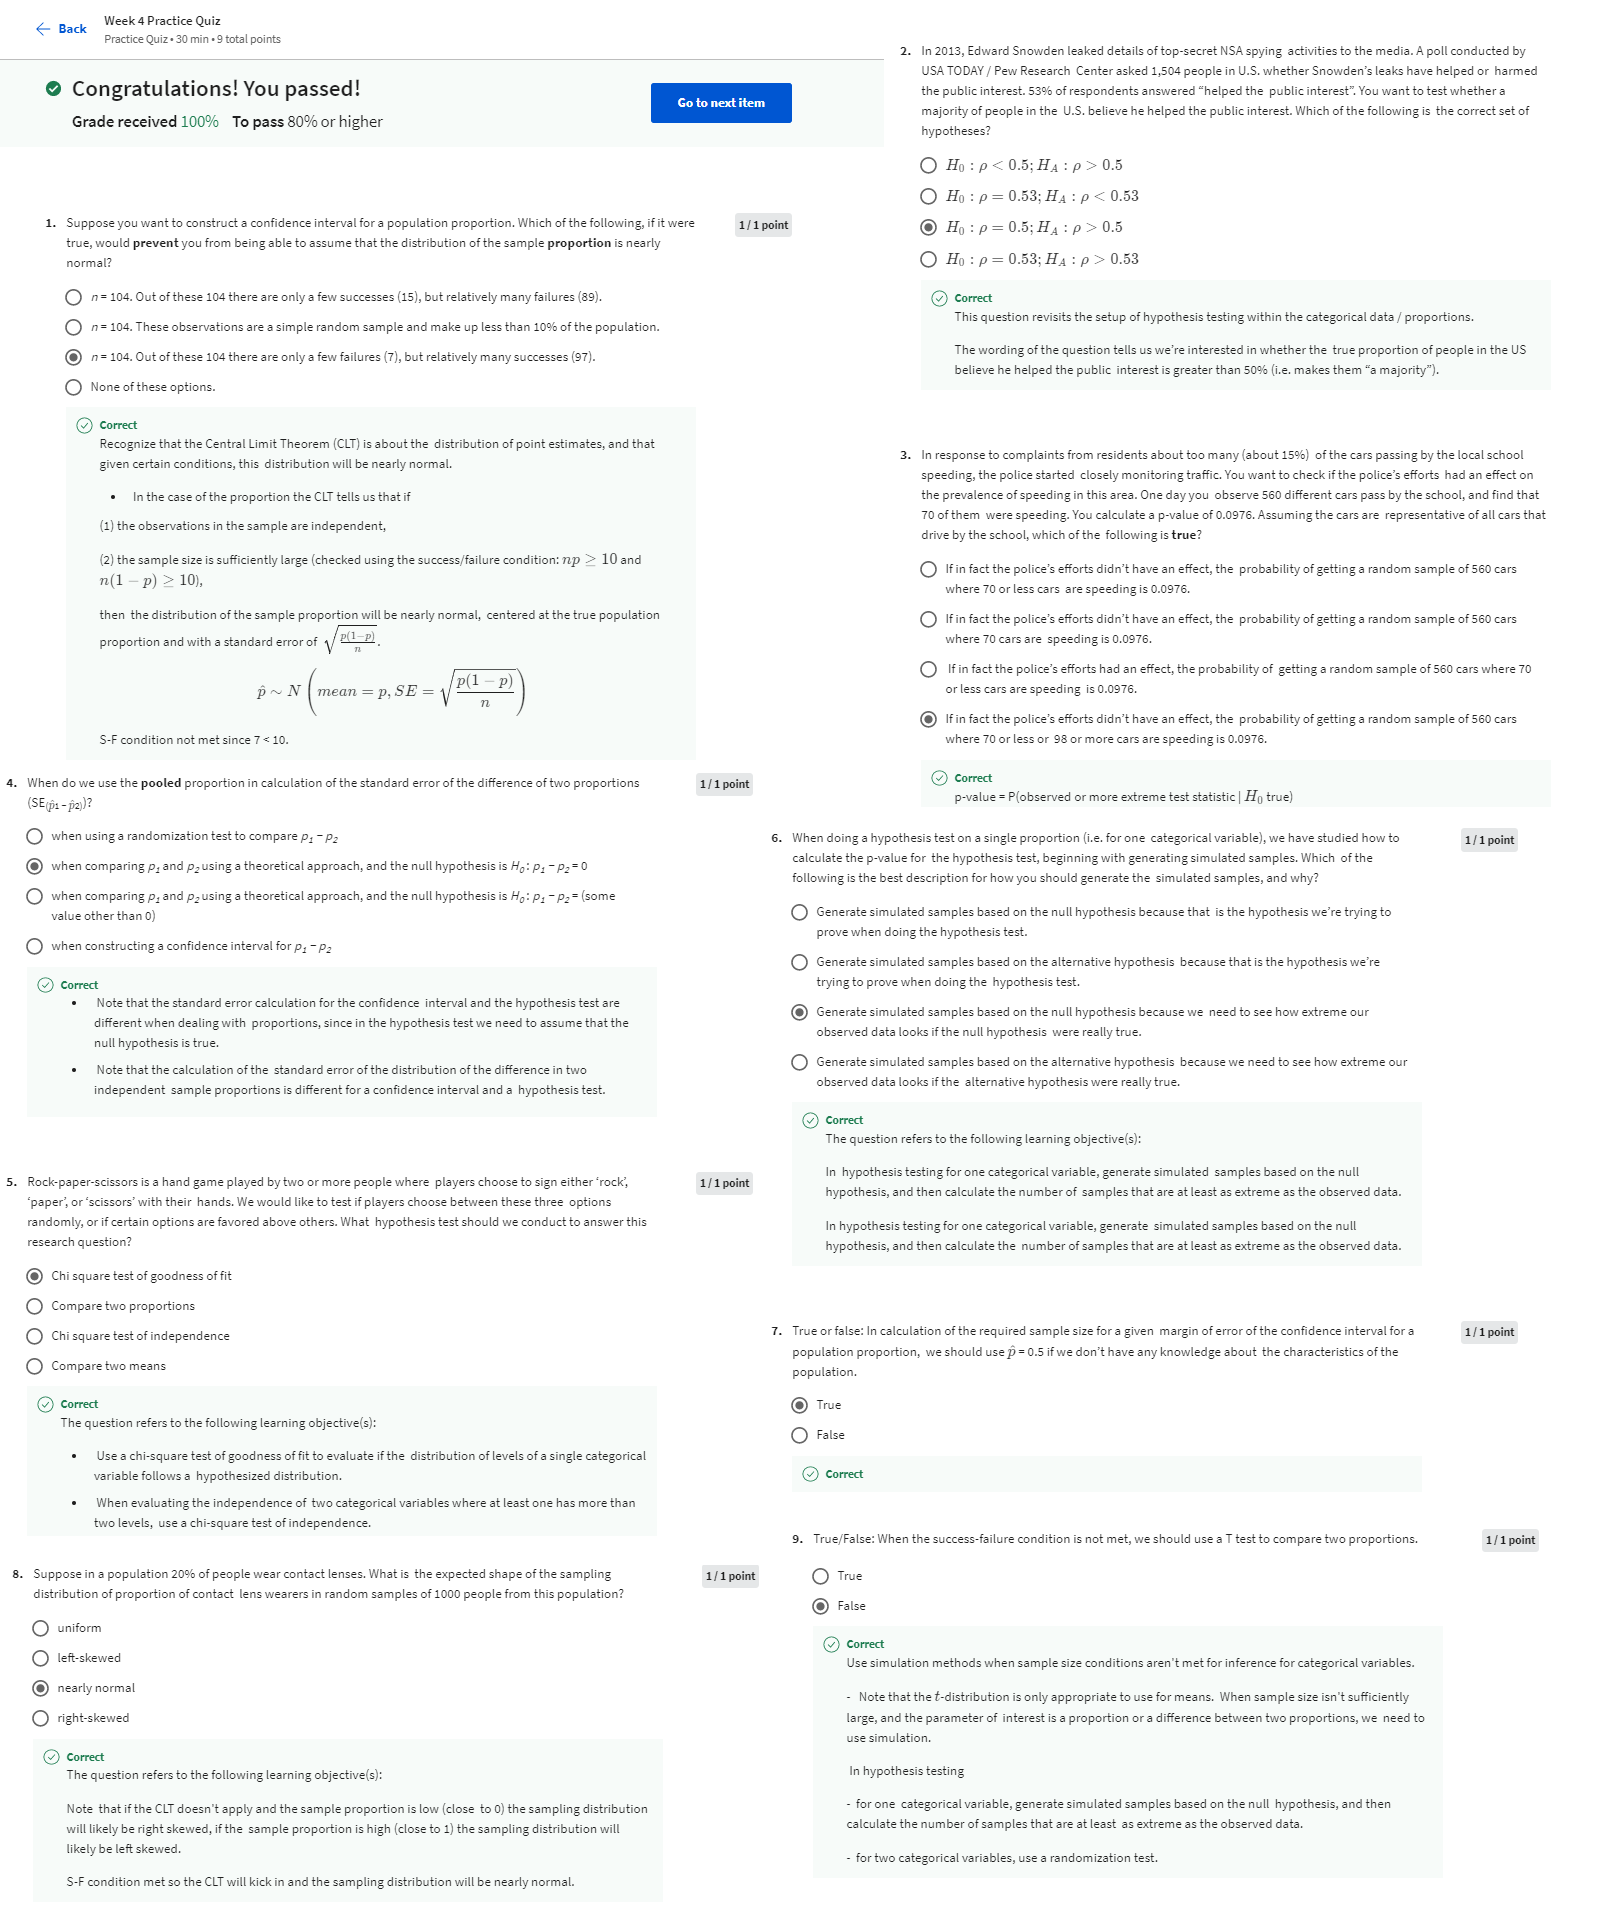 Back
Week 4 Practice Quiz
Practice Quiz • 30 min • 9 total points
Congratulations! You passed!
Grade received 100% To pass 80% or higher
Go to next item
1. Suppose you want to construct a confidence interval for a population proportion. Which of the following, if it were
true, would prevent you from being able to assume that the distribution of the sample proportion is nearly
normal?
1 / 1 point
n = 104. Out of these 104 there are only a few successes (15), but relatively many failures (89).
n = 104. These observations are a simple random sample and make up less than 10% of the population.
n = 104. Out of these 104 there are only a few failures (7), but relatively many successes (97).
None of these options.
Correct
Recognize that the Central Limit Theorem (CLT) is about the distribution of point estimates, and that
given certain conditions, this distribution will be nearly normal.
• In the case of the proportion the CLT tells us that if
(1) the observations in the sample are independent,
(2) the sample size is sufficiently large (checked using the success/failure condition: np ≥ 10 and
n(1 − p) ≥ 10),
then the distribution of the sample proportion will be nearly normal, centered at the true population
proportion and with a standard error of √(p(1−p)/n).
p̂ ∼ N (mean = p, SE = √(p(1 − p)/n))
S-F condition not met since 7 < 10.
2. In 2013, Edward Snowden leaked details of top-secret NSA spying activities to the media. A poll conducted by
USA TODAY / Pew Research Center asked 1,504 people in U.S. whether Snowden's leaks have helped or harmed
the public interest. 53% of respondents answered “helped the public interest”. You want to test whether a
majority of people in the U.S. believe he helped the public interest. Which of the following is the correct set of
hypotheses?
H₀ : ρ < 0.5; H_A : ρ > 0.5
H₀ : ρ = 0.53; H_A : ρ < 0.53
H₀ : ρ = 0.5; H_A : ρ > 0.5
H₀ : ρ = 0.53; H_A : ρ > 0.53
Correct
This question revisits the setup of hypothesis testing within the categorical data / proportions.
The wording of the question tells us we're interested in whether the true proportion of people in the US
believe he helped the public interest is greater than 50% (i.e. makes them “a majority”).
3. In response to complaints from residents about too many (about 15%) of the cars passing by the local school
speeding, the police started closely monitoring traffic. You want to check if the police's efforts had an effect on
the prevalence of speeding in this area. One day you observe 560 different cars pass by the school, and find that
70 of them were speeding. You calculate a p-value of 0.0976. Assuming the cars are representative of all cars that
drive by the school, which of the following is true?
If in fact the police's efforts didn't have an effect, the probability of getting a random sample of 560 cars
where 70 or less cars are speeding is 0.0976.
If in fact the police's efforts didn't have an effect, the probability of getting a random sample of 560 cars
where 70 cars are speeding is 0.0976.
If in fact the police's efforts had an effect, the probability of getting a random sample of 560 cars where 70
or less cars are speeding is 0.0976.
If in fact the police's efforts didn't have an effect, the probability of getting a random sample of 560 cars
where 70 or less or 98 or more cars are speeding is 0.0976.
Correct
p-value = P(observed or more extreme test statistic | H₀ true)
4. When do we use the pooled proportion in calculation of the standard error of the difference of two proportions
(SE(p̂1 − p̂2))?
1 / 1 point
when using a randomization test to compare p₁ − p₂
when comparing p₁ and p₂ using a theoretical approach, and the null hypothesis is H₀: p₁ − p₂ = 0
when comparing p₁ and p₂ using a theoretical approach, and the null hypothesis is H₀: p₁ − p₂ = (some
value other than 0)
when constructing a confidence interval for p₁ − p₂
Correct
• Note that the standard error calculation for the confidence interval and the hypothesis test are
different when dealing with proportions, since in the hypothesis test we need to assume that the
null hypothesis is true.
• Note that the calculation of the standard error of the distribution of the difference in two
independent sample proportions is different for a confidence interval and a hypothesis test.
5. Rock-paper-scissors is a hand game played by two or more people where players choose to sign either ‘rock’,
‘paper’, or ‘scissors’ with their hands. We would like to test if players choose between these three options
randomly, or if certain options are favored above others. What hypothesis test should we conduct to answer this
research question?
1 / 1 point
Chi square test of goodness of fit
Compare two proportions
Chi square test of independence
Compare two means
Correct
The question refers to the following learning objective(s):
• Use a chi-square test of goodness of fit to evaluate if the distribution of levels of a single categorical
variable follows a hypothesized distribution.
• When evaluating the independence of two categorical variables where at least one has more than
two levels, use a chi-square test of independence.
6. When doing a hypothesis test on a single proportion (i.e. for one categorical variable), we have studied how to
calculate the p-value for the hypothesis test, beginning with generating simulated samples. Which of the
following is the best description for how you should generate the simulated samples, and why?
1 / 1 point
Generate simulated samples based on the null hypothesis because that is the hypothesis we're trying to
prove when doing the hypothesis test.
Generate simulated samples based on the alternative hypothesis because that is the hypothesis we're
trying to prove when doing the hypothesis test.
Generate simulated samples based on the null hypothesis because we need to see how extreme our
observed data looks if the null hypothesis were really true.
Generate simulated samples based on the alternative hypothesis because we need to see how extreme our
observed data looks if the alternative hypothesis were really true.
Correct
The question refers to the following learning objective(s):
In hypothesis testing for one categorical variable, generate simulated samples based on the null
hypothesis, and then calculate the number of samples that are at least as extreme as the observed data.
In hypothesis testing for one categorical variable, generate simulated samples based on the null
hypothesis, and then calculate the number of samples that are at least as extreme as the observed data.
7. True or false: In calculation of the required sample size for a given margin of error of the confidence interval for a
population proportion, we should use p̂ = 0.5 if we don't have any knowledge about the characteristics of the
population.
1 / 1 point
True
False
Correct
8. Suppose in a population 20% of people wear contact lenses. What is the expected shape of the sampling
distribution of proportion of contact lens wearers in random samples of 1000 people from this population?
1 / 1 point
uniform
left-skewed
nearly normal
right-skewed
Correct
The question refers to the following learning objective(s):
Note that if the CLT doesn't apply and the sample proportion is low (close to 0) the sampling distribution
will likely be right skewed, if the sample proportion is high (close to 1) the sampling distribution will
likely be left skewed.
S-F condition met so the CLT will kick in and the sampling distribution will be nearly normal.
9. True/False: When the success-failure condition is not met, we should use a T test to compare two proportions.
1 / 1 point
True
False
Correct
Use simulation methods when sample size conditions aren't met for inference for categorical variables.
- Note that the t-distribution is only appropriate to use for means. When sample size isn't sufficiently
large, and the parameter of interest is a proportion or a difference between two proportions, we need to
use simulation.
In hypothesis testing
- for one categorical variable, generate simulated samples based on the null hypothesis, and then
calculate the number of samples that are at least as extreme as the observed data.
- for two categorical variables, use a randomization test.